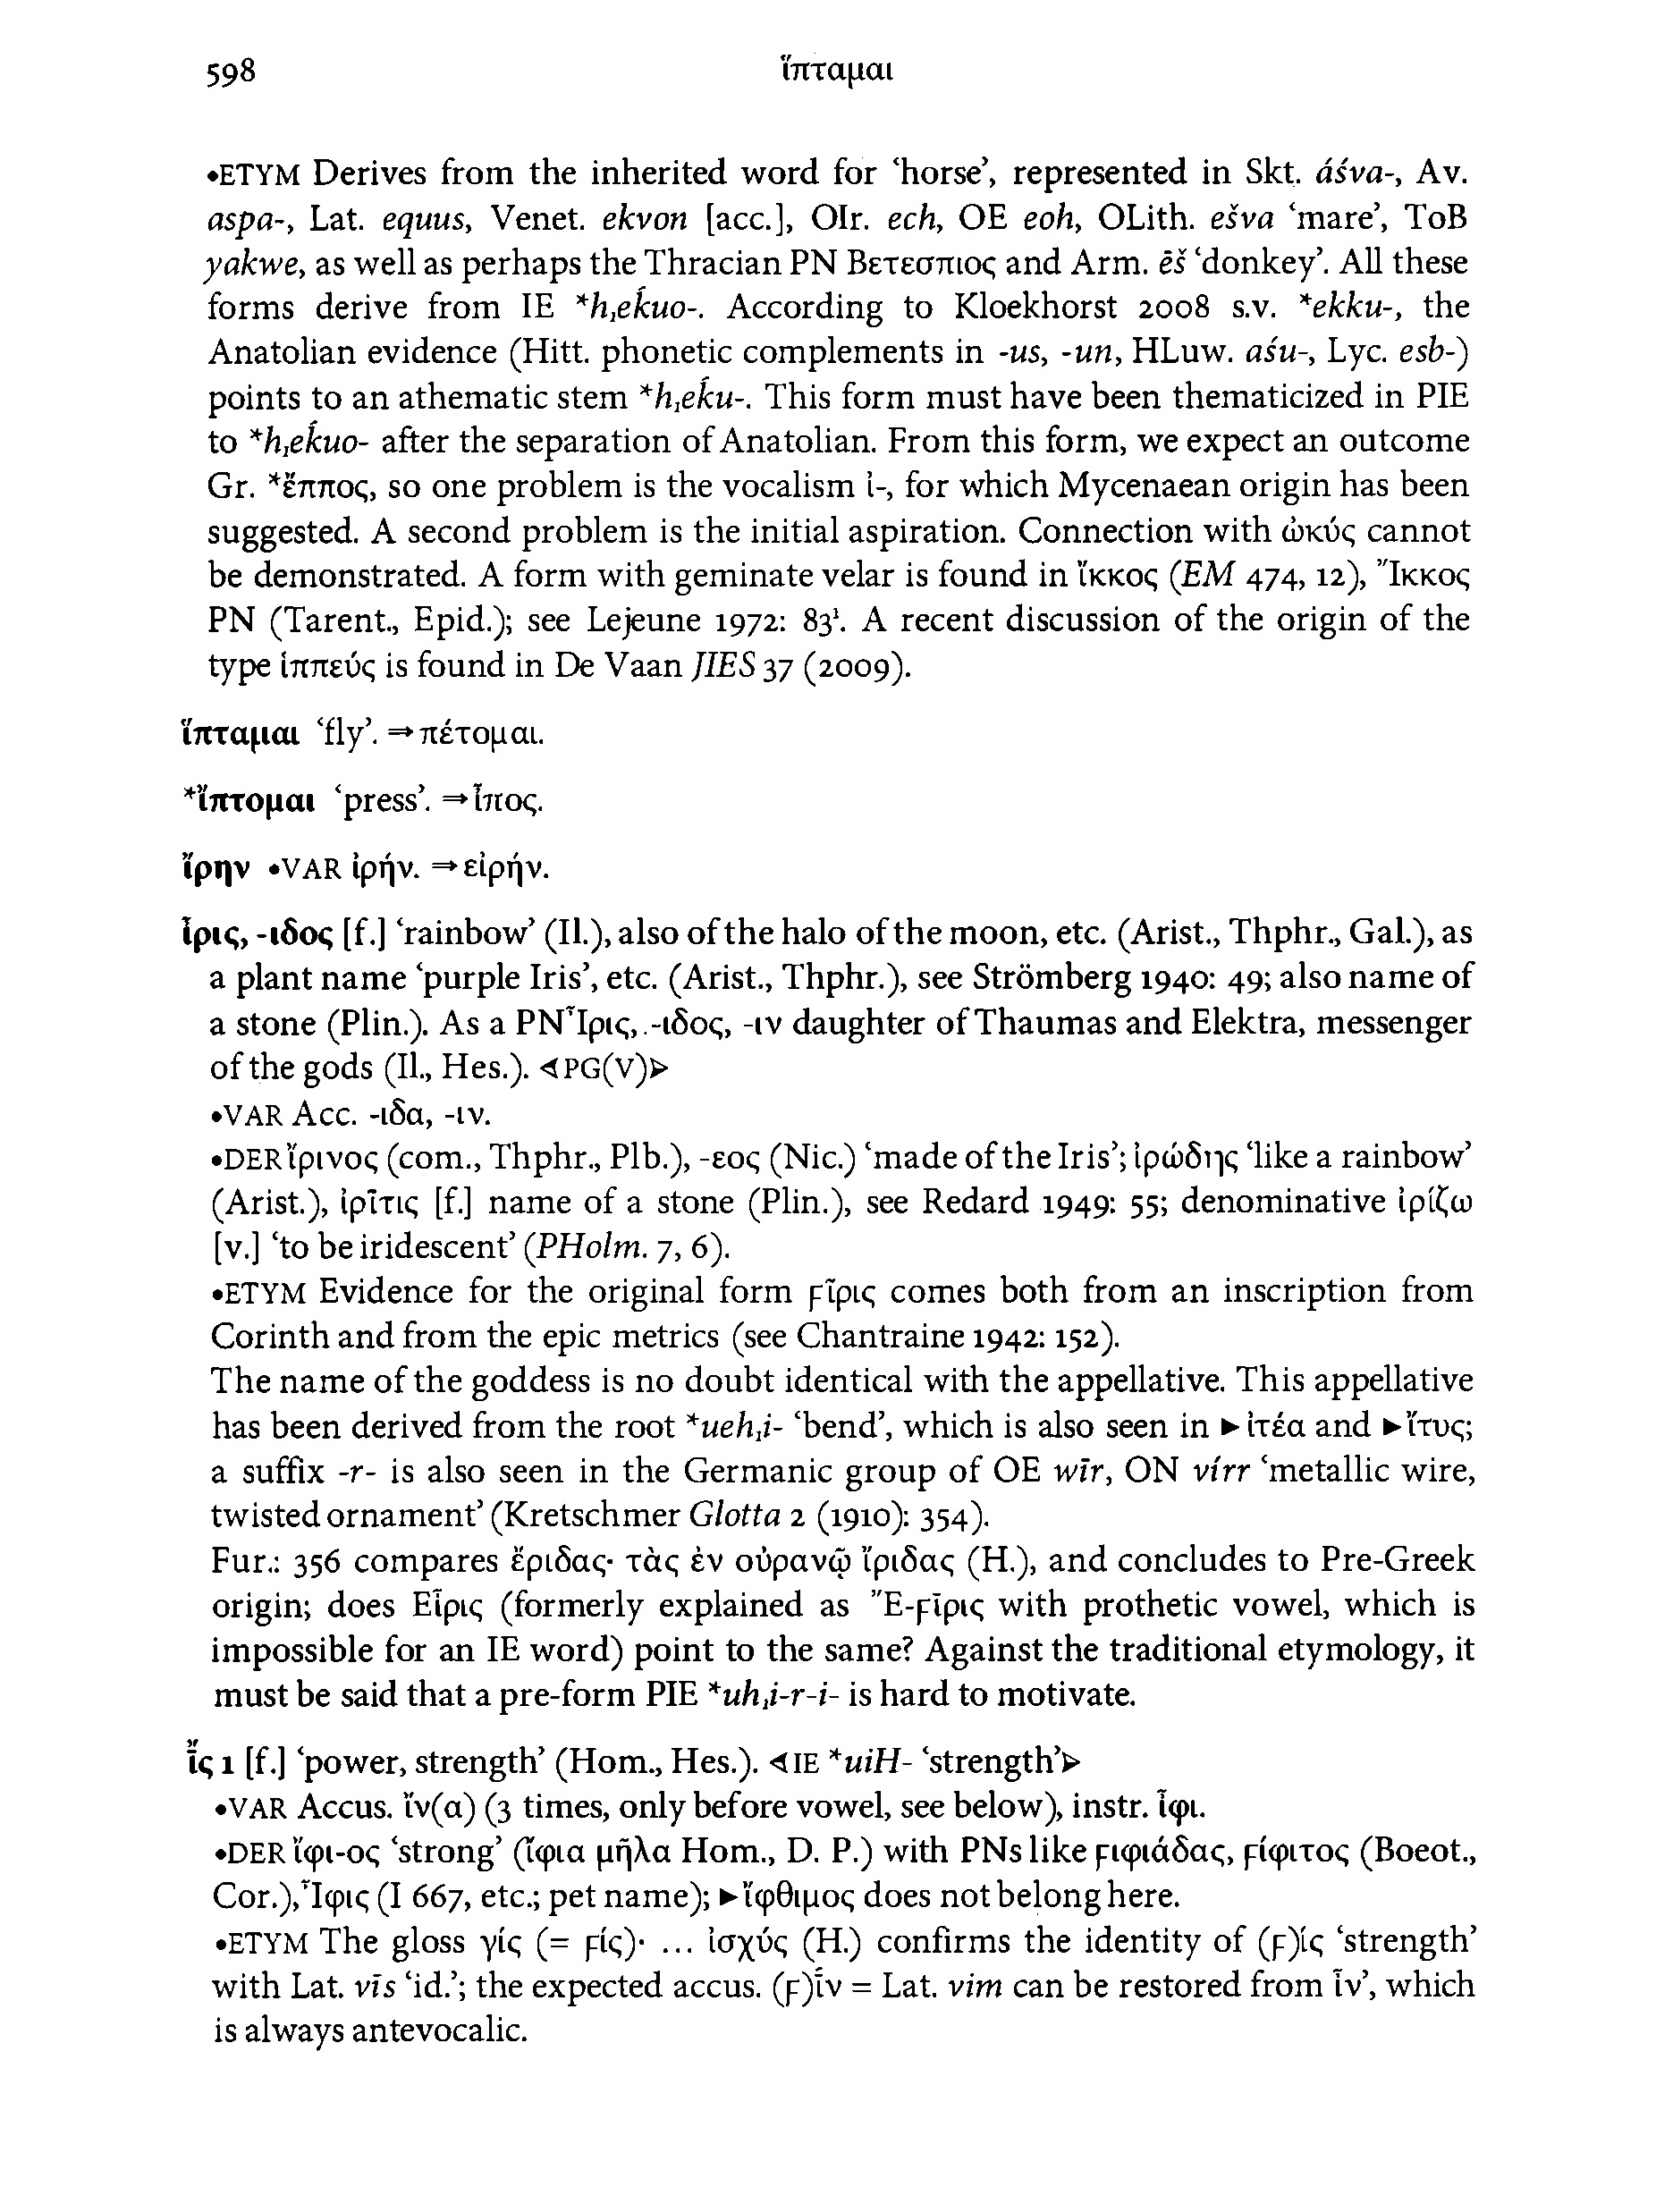 598 ἵπταμαι
•ETYM Derives from the inherited word for ‘horse’, represented in Skt. áśva-, Av.
aspa-, Lat. equus, Venet. ekvon [acc.], OIr. ech, OE eoh, OLith. ešva ‘mare’, ToB
yakwe, as well as perhaps the Thracian PN Βετεσπιος and Arm. ēš ‘donkey’. All these
forms derive from IE *h₁eḱuo-. According to Kloekhorst 2008 s.v. *ekku-, the
Anatolian evidence (Hitt. phonetic complements in -us, -un, HLuw. aśu-, Lyc. esb-)
points to an athematic stem *h₁eḱu-. This form must have been thematicized in PIE
to *h₁eḱuo- after the separation of Anatolian. From this form, we expect an outcome
Gr. *ἔππος, so one problem is the vocalism ἰ-, for which Mycenaean origin has been
suggested. A second problem is the initial aspiration. Connection with ὠκύς cannot
be demonstrated. A form with geminate velar is found in ἴκκος (EM 474, 12), Ἴκκος
PN (Tarent., Epid.); see Lejeune 1972: 83¹. A recent discussion of the origin of the
type ἱππεύς is found in De Vaan JIES 37 (2009).
ἵπταμαι ‘fly’. ⇒πέτομαι.
*ἴπτομαι ‘press’. ⇒ἶπος.
ἴρην •VAR ἰρήν. ⇒εἰρήν.
ἶρις, -ιδος [f.] ‘rainbow’ (Il.), also of the halo of the moon, etc. (Arist., Thphr., Gal.), as
a plant name ‘purple Iris’, etc. (Arist., Thphr.), see Strömberg 1940: 49; also name of
a stone (Plin.). As a PN Ἶρις, -ιδος, -ιν daughter of Thaumas and Elektra, messenger
of the gods (Il., Hes.). ◁PG(V)▷
•VAR Acc. -ιδα, -ιν.
•DER ἴρινος (com., Thphr., Plb.), -εος (Nic.) ‘made of the Iris’; ἰρώδης ‘like a rainbow’
(Arist.), ἰρῖτις [f.] name of a stone (Plin.), see Redard 1949: 55; denominative ἰρίζω
[v.] ‘to be iridescent’ (PHolm. 7, 6).
•ETYM Evidence for the original form ϝῖρις comes both from an inscription from
Corinth and from the epic metrics (see Chantraine 1942: 152).
The name of the goddess is no doubt identical with the appellative. This appellative
has been derived from the root *ueh₁i- ‘bend’, which is also seen in ►ἰτέα and ►ἴτυς;
a suffix -r- is also seen in the Germanic group of OE wīr, ON vírr ‘metallic wire,
twisted ornament’ (Kretschmer Glotta 2 (1910): 354).
Fur.: 356 compares ἔριδας· τὰς ἐν οὐρανῷ ἴριδας (H.), and concludes to Pre-Greek
origin; does Εἶρις (formerly explained as Ἔ-ϝῖρις with prothetic vowel, which is
impossible for an IE word) point to the same? Against the traditional etymology, it
must be said that a pre-form PIE *uh₁i-r-i- is hard to motivate.
ἴ̄ς 1 [f.] ‘power, strength’ (Hom., Hes.). ◁IE *uiH- ‘strength’▷
•VAR Accus. ἴν(α) (3 times, only before vowel, see below), instr. ἶφι.
•DER ἴφι-ος ‘strong’ (ἴφια μῆλα Hom., D. P.) with PNs like ϝιφιάδας, ϝίφιτος (Boeot.,
Cor.), Ἶφις (I 667, etc.; pet name); ►ἴφθιμος does not belong here.
•ETYM The gloss γίς (= ϝίς)· ... ἰσχύς (H.) confirms the identity of (ϝ)ίς ‘strength’
with Lat. vīs ‘id.’; the expected accus. (ϝ)ίν = Lat. vim can be restored from ἶν’, which
is always antevocalic.